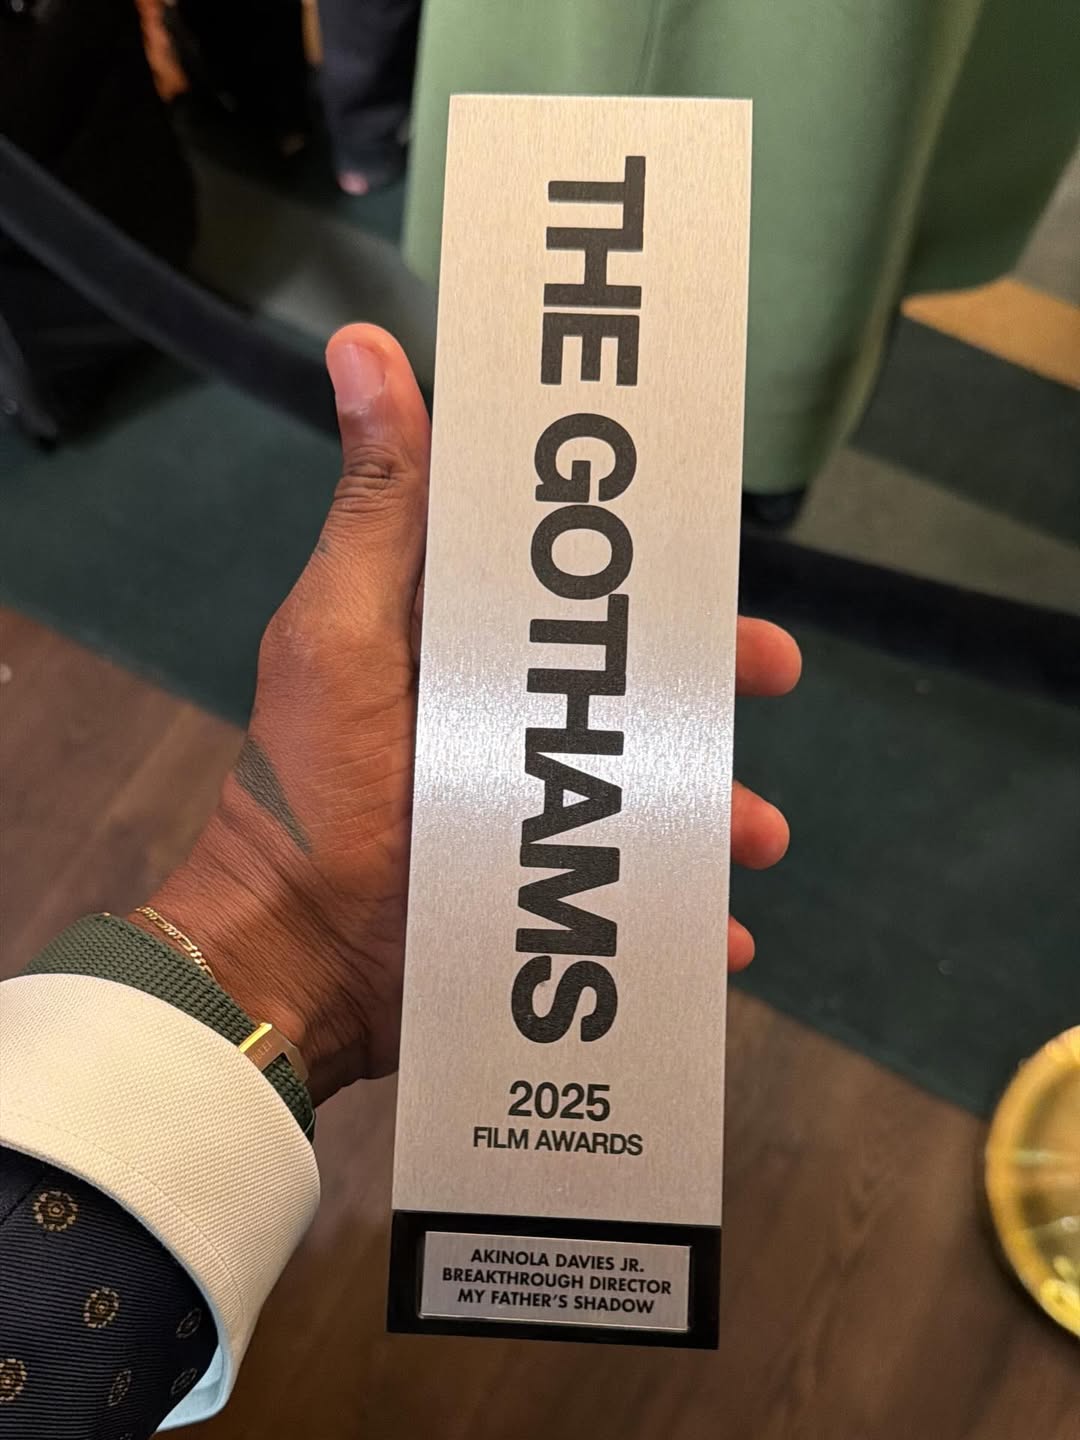 THE GOTHAMS
2025
FILM AWARDS
AKINOLA DAVIES JR.
BREAKTHROUGH DIRECTOR
MY FATHER'S SHADOW